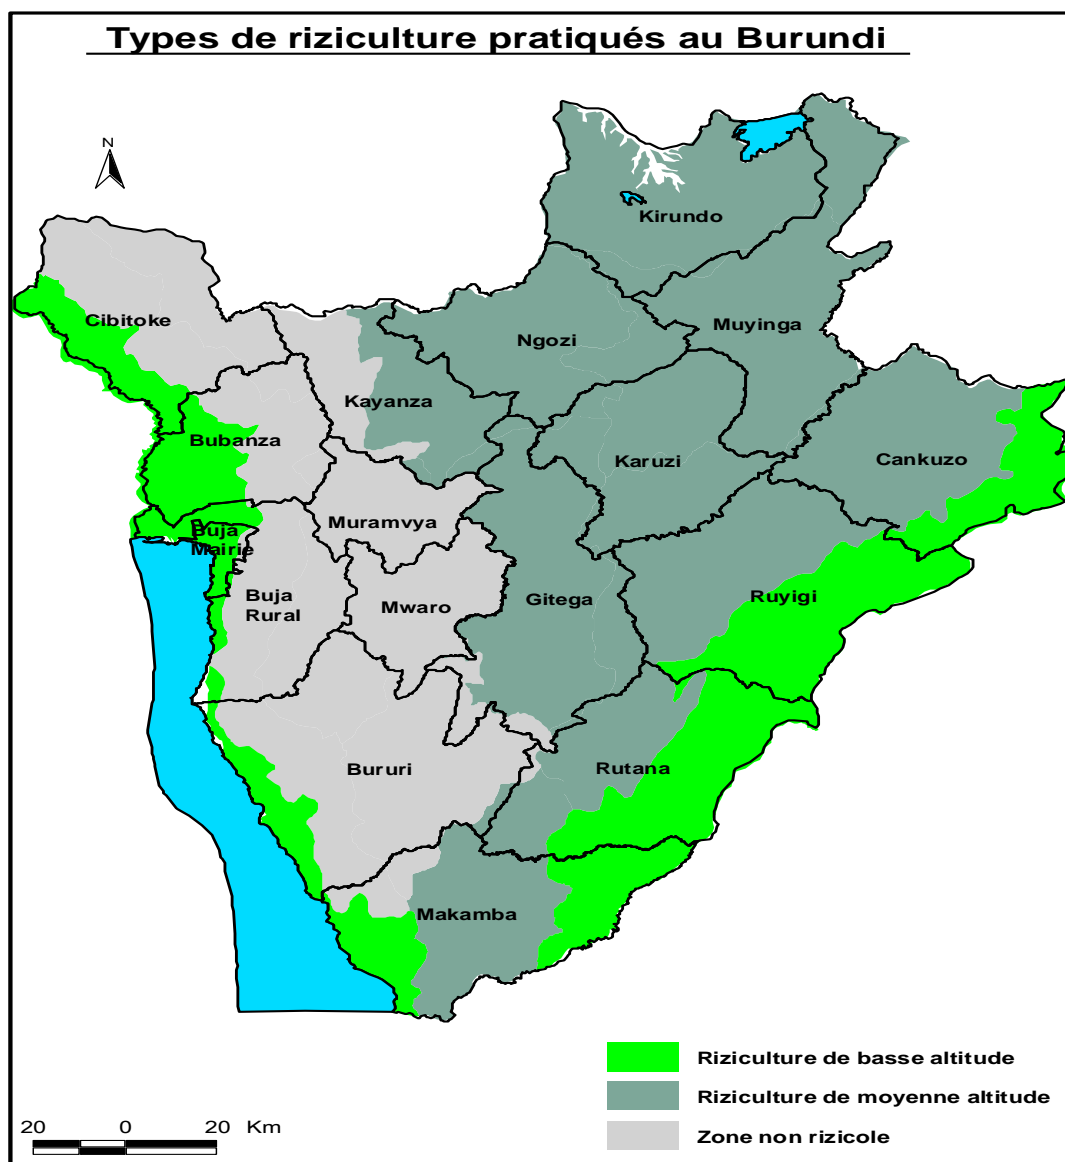 Types de riziculture pratiqués au Burundi
N
Kirundo
Cibitoke
Ngozi
Muyinga
Kayanza
Bubanza
Karuzi
Cankuzo
Muramvya
Buja
Mairie
Buja
Rural
Mwaro
Gitega
Ruyigi
Bururi
Rutana
Makamba
Riziculture de basse altitude
Riziculture de moyenne altitude
Zone non rizicole
20 0 20 Km